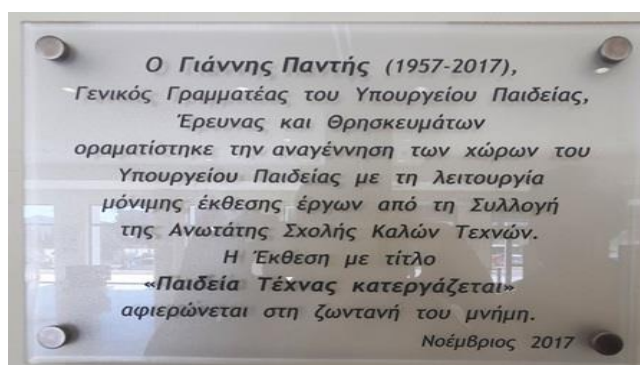 Ο Γιάννης Παντής (1957-2017),
Γενικός Γραμματέας του Υπουργείου Παιδείας,
Έρευνας και Θρησκευμάτων
οραματίστηκε την αναγέννηση των χώρων του
Υπουργείου Παιδείας με τη λειτουργία
μόνιμης έκθεσης έργων από τη Συλλογή
της Ανωτάτης Σχολής Καλών Τεχνών.
Η Έκθεση με τίτλο
«Παιδεία Τέχνας κατεργάζεται»
αφιερώνεται στη ζωντανή του μνήμη.
Νοέμβριος 2017